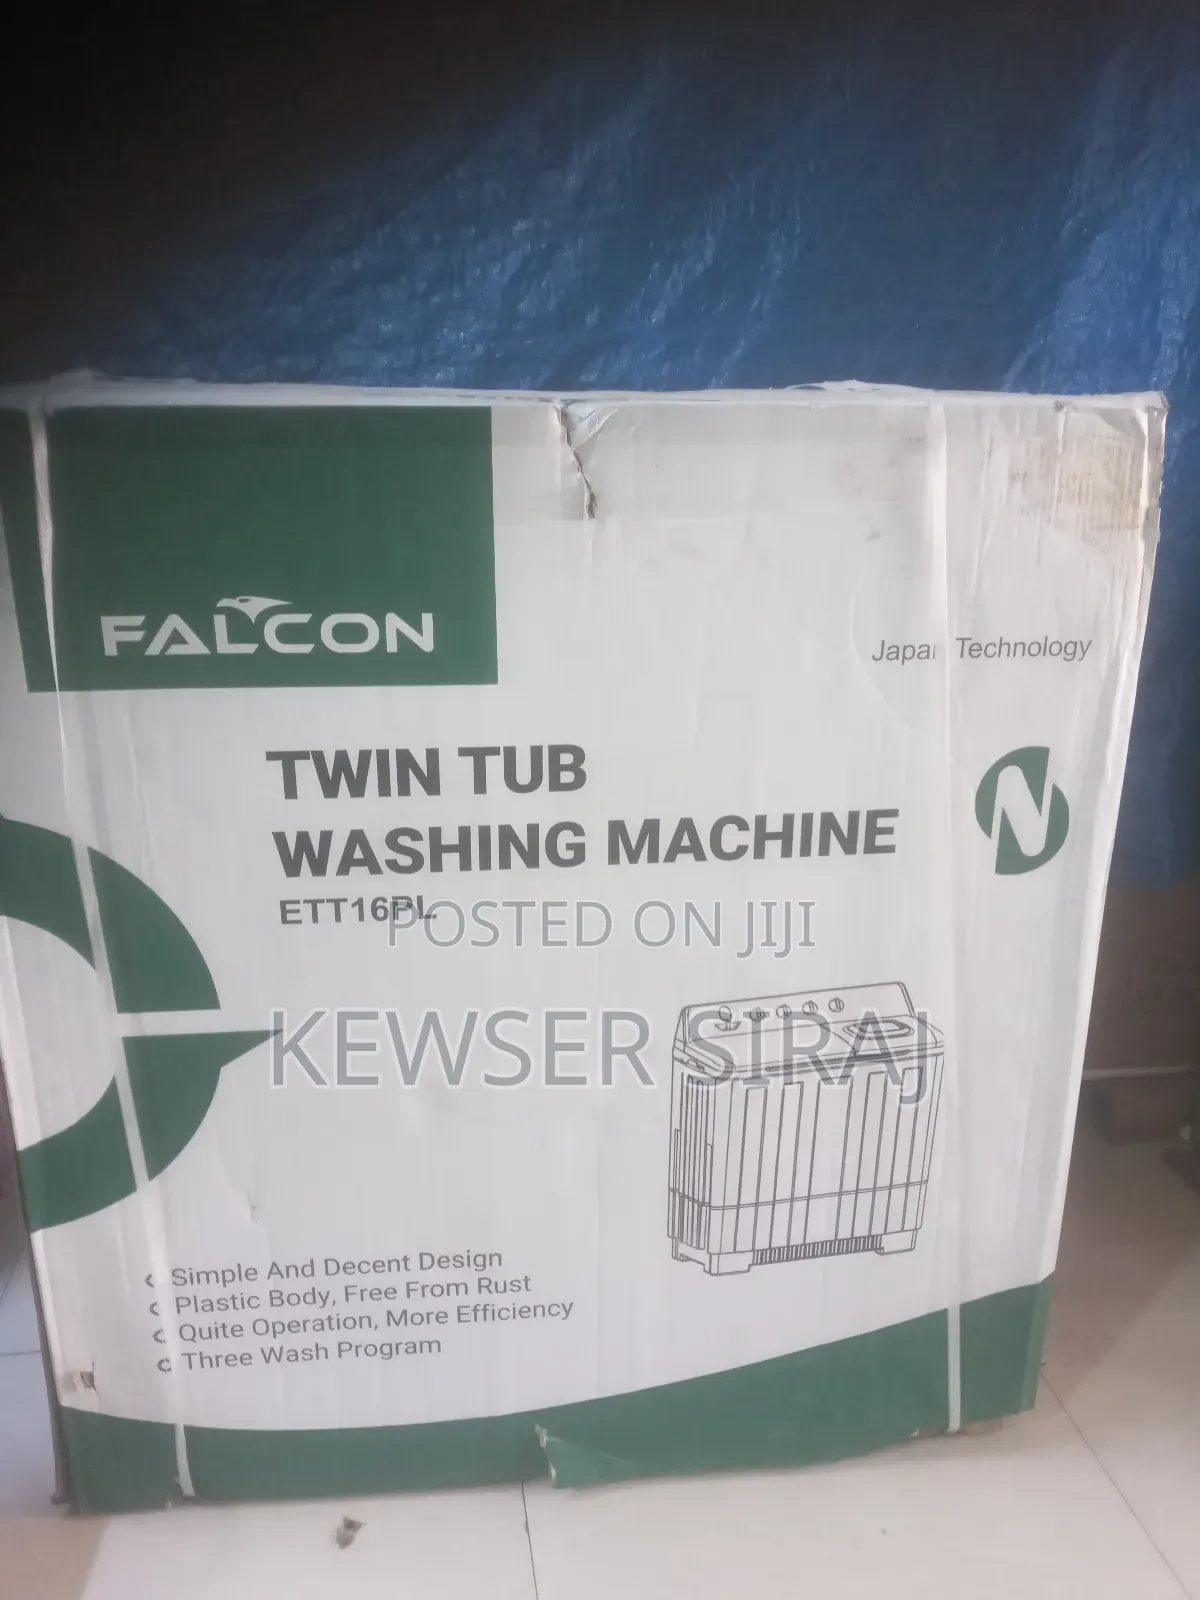 FALCON
Japan Technology
TWIN TUB
WASHING MACHINE
ETT16PL
POSTED ON JIJI
KEWSER SIRAJ
Simple And Decent Design
Plastic Body, Free From Rust
Quite Operation, More Efficiency
Three Wash Program